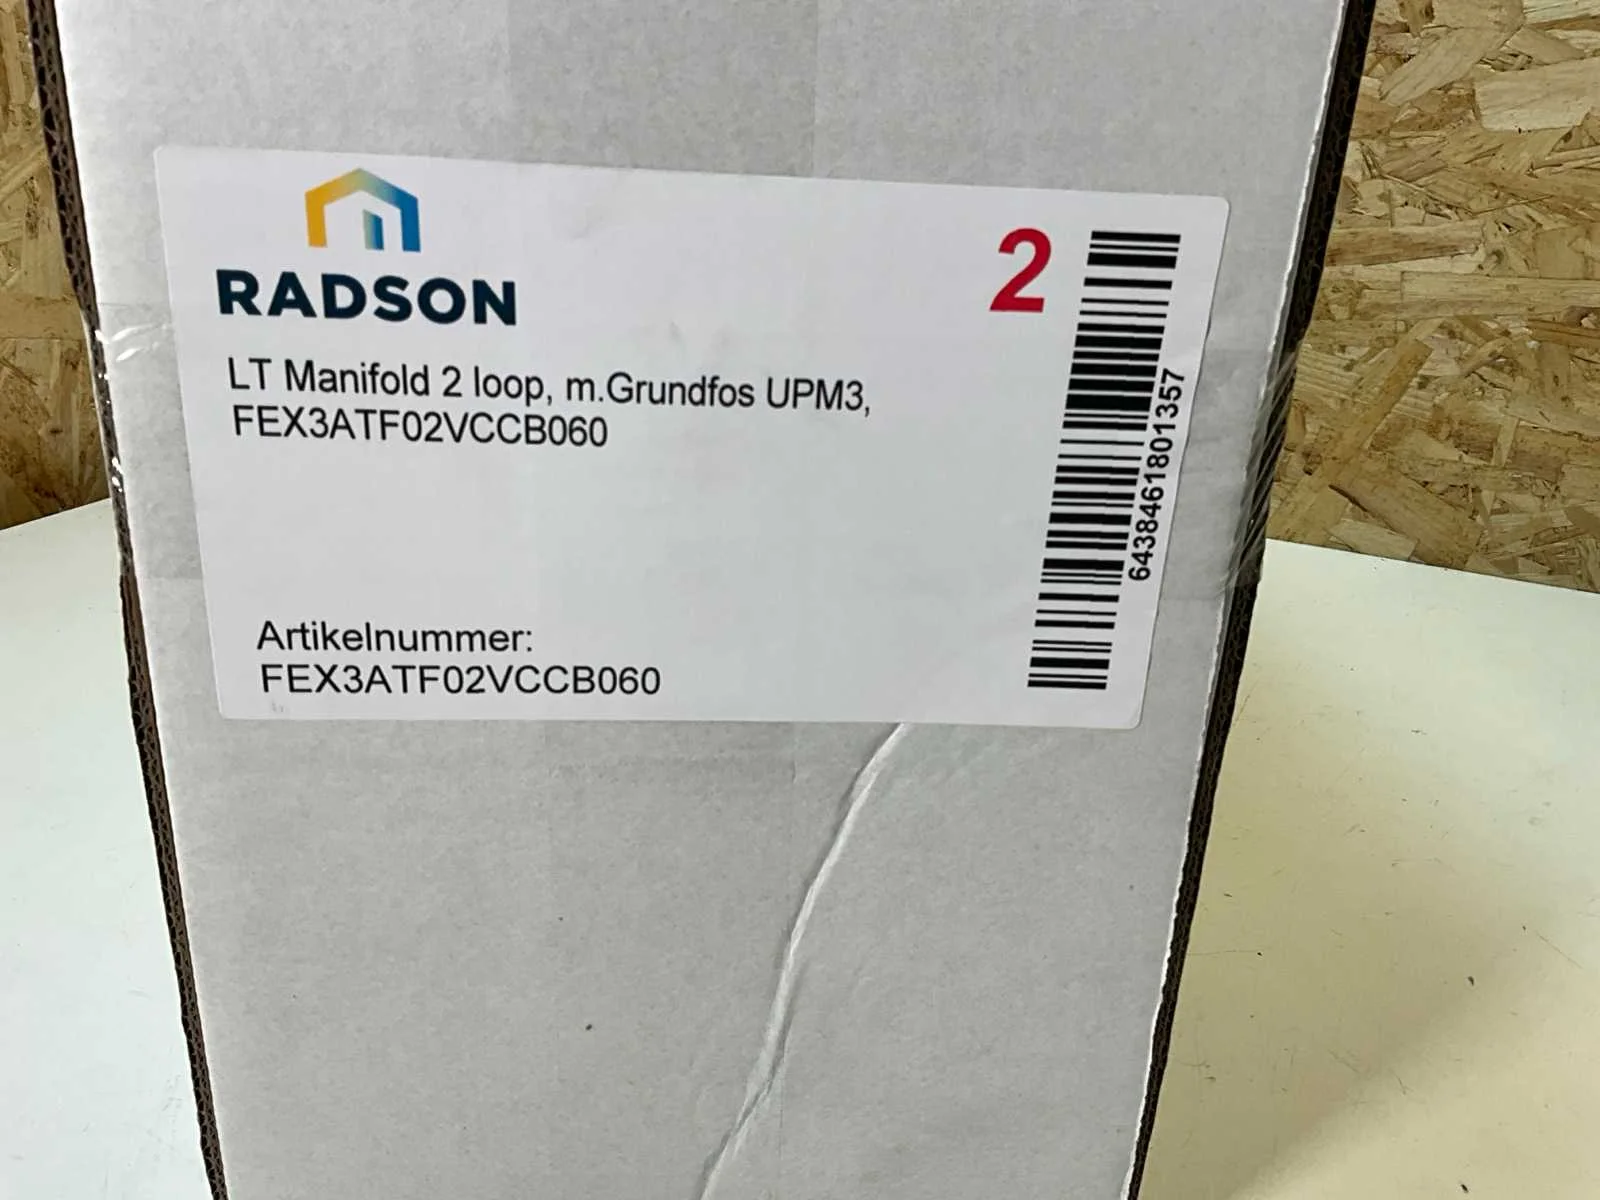 RADSON
2
LT Manifold 2 loop, m.Grundfos UPM3,
FEX3ATF02VCCB060
6438461801357
Artikelnummer:
FEX3ATF02VCCB060